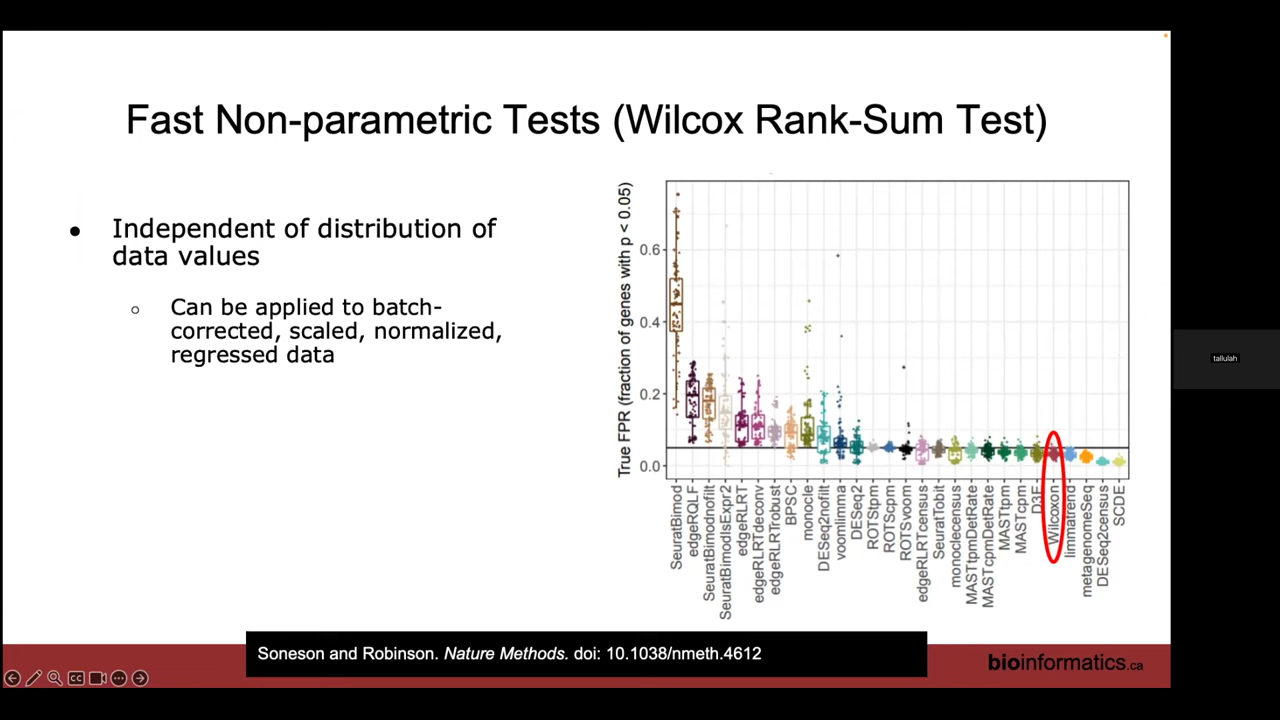 Fast Non-parametric Tests (Wilcox Rank-Sum Test)
● Independent of distribution of
data values
○ Can be applied to batch-
corrected, scaled, normalized,
regressed data
True FPR (fraction of genes with p < 0.05)
0.6
0.4
0.2
0.0
SeuratBimod
edgeRQLF
SeuratBimodnofilt
SeuratBimodIsExpr2
edgeRLRT
edgeRLRTdeconv
edgeRLRTrobust
BPSC
monocle
DESeq2nofilt
voomlimma
DESeq2
ROTStpm
ROTScpm
ROTSvoom
edgeRLRTcensus
SeuratTobit
monoclecensus
MASTtpmDetRate
MASTcpmDetRate
MASTtpm
MASTcpm
D3E
Wilcoxon
limmatrend
metagenomeSeq
DESeq2census
SCDE
tallulah
Soneson and Robinson. Nature Methods. doi: 10.1038/nmeth.4612
bioinformatics.ca
CC